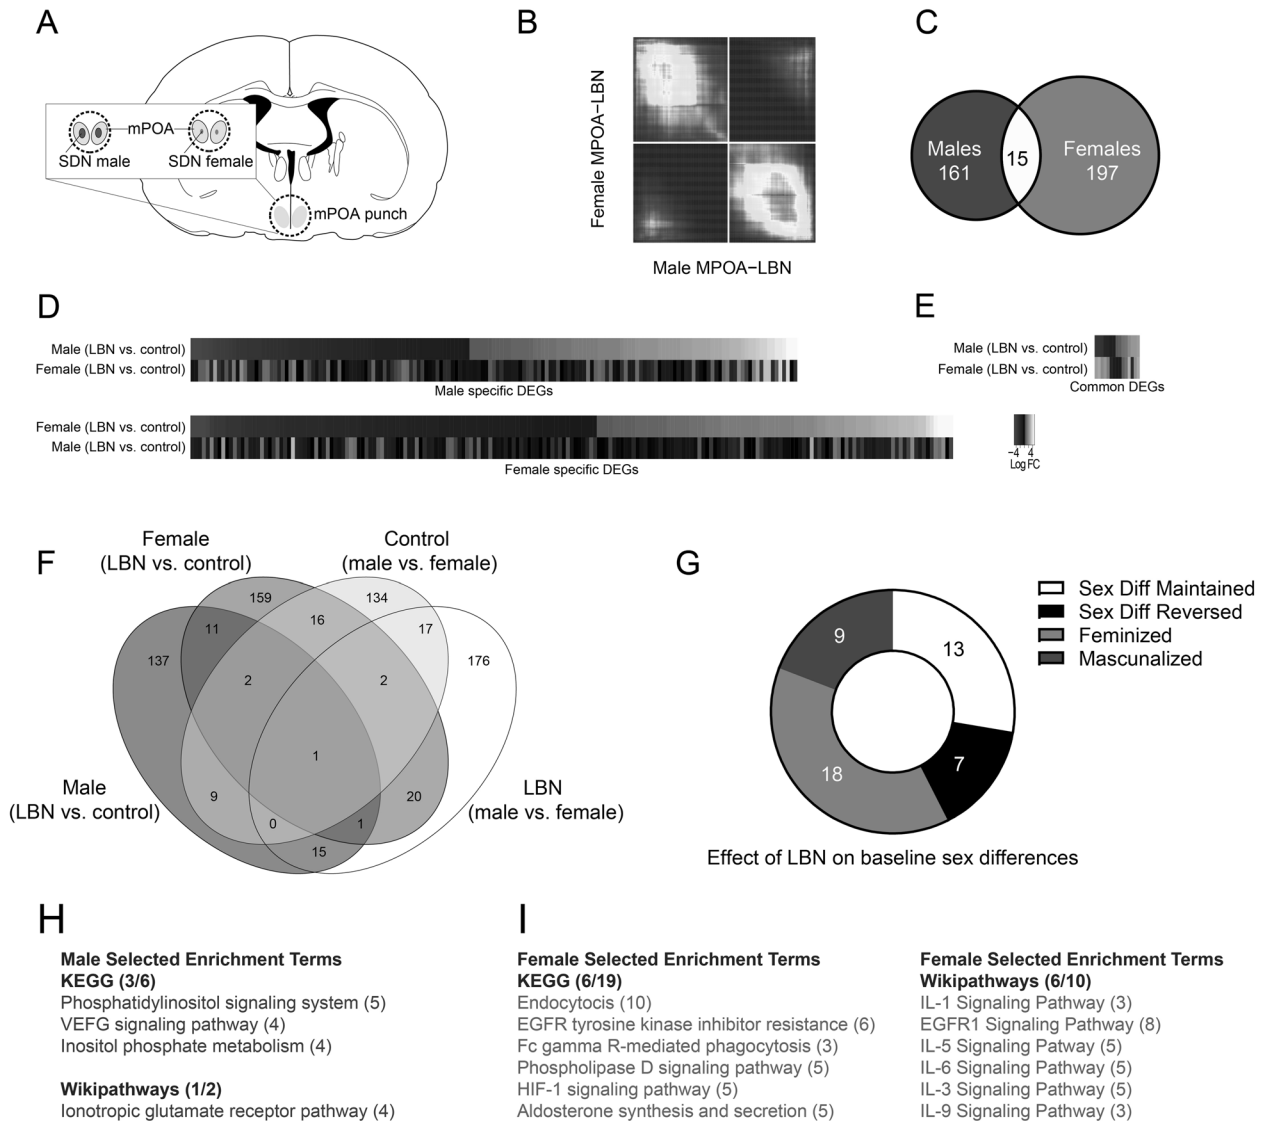 A
mPOA
SDN male
SDN female
mPOA punch
B
Female MPOA−LBN
Male MPOA−LBN
C
Males
161
15
Females
197
D
Male (LBN vs. control)
Female (LBN vs. control)
Male specific DEGs
Female (LBN vs. control)
Male (LBN vs. control)
Female specific DEGs
E
Male (LBN vs. control)
Female (LBN vs. control)
Common DEGs
−4 4
Log FC
F
Female
(LBN vs. control)
Control
(male vs. female)
159
134
16
11
17
137
176
2
2
1
Male
(LBN vs. control)
LBN
(male vs. female)
9
20
0
1
15
G
Sex Diff Maintained
Sex Diff Reversed
Feminized
Mascunalized
9
13
18
7
Effect of LBN on baseline sex differences
H
Male Selected Enrichment Terms
KEGG (3/6)
Phosphatidylinositol signaling system (5)
VEFG signaling pathway (4)
Inositol phosphate metabolism (4)
Wikipathways (1/2)
Ionotropic glutamate receptor pathway (4)
I
Female Selected Enrichment Terms
KEGG (6/19)
Endocytocis (10)
EGFR tyrosine kinase inhibitor resistance (6)
Fc gamma R-mediated phagocytosis (3)
Phospholipase D signaling pathway (5)
HIF-1 signaling pathway (5)
Aldosterone synthesis and secretion (5)
Female Selected Enrichment Terms
Wikipathways (6/10)
IL-1 Signaling Pathway (3)
EGFR1 Signaling Pathway (8)
IL-5 Signaling Patway (5)
IL-6 Signaling Pathway (5)
IL-3 Signaling Pathway (5)
IL-9 Signaling Pathway (3)